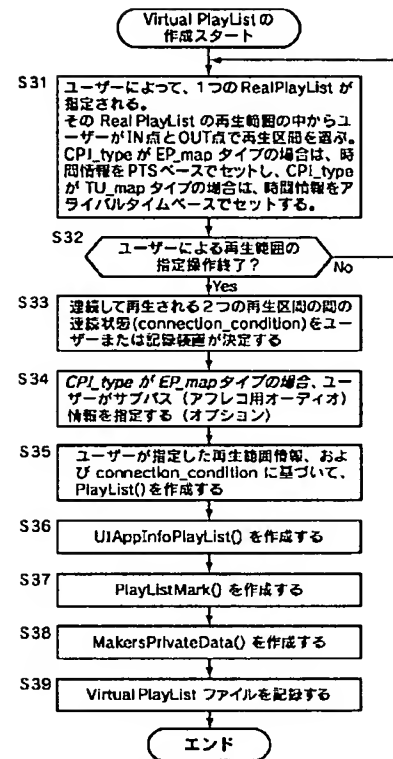 Virtual PlayList の
作成スタート
S31
ユーザーによって、1つの RealPlayList が
指定される。
その Real PlayList の再生範囲の中からユ
ーザーがIN点とOUT点で再生区間を選ぶ。
CPI_type が EP_map タイプの場合は、時
間情報をPTSベースでセットし、CPI_type
が TU_map タイプの場合は、時間情報をア
ライバルタイムベースでセットする。
S32
ユーザーによる再生範囲の
指定操作終了？
No
Yes
S33
連続して再生される2つの再生区間の間の
連続状態(connection_condition)をユー
ザーまたは記録装置が決定する
S34
CPI_type が EP_mapタイプの場合、ユー
ザーがサブパス（アフレコ用オーディオ）
情報を指定する（オプション）
S35
ユーザーが指定した再生範囲情報、およ
び connection_condition に基づいて、
PlayList()を作成する
S36
UIAppInfoPlayList() を作成する
S37
PlayListMark() を作成する
S38
MakersPrivateData() を作成する
S39
Virtual PlayList ファイルを記録する
エンド